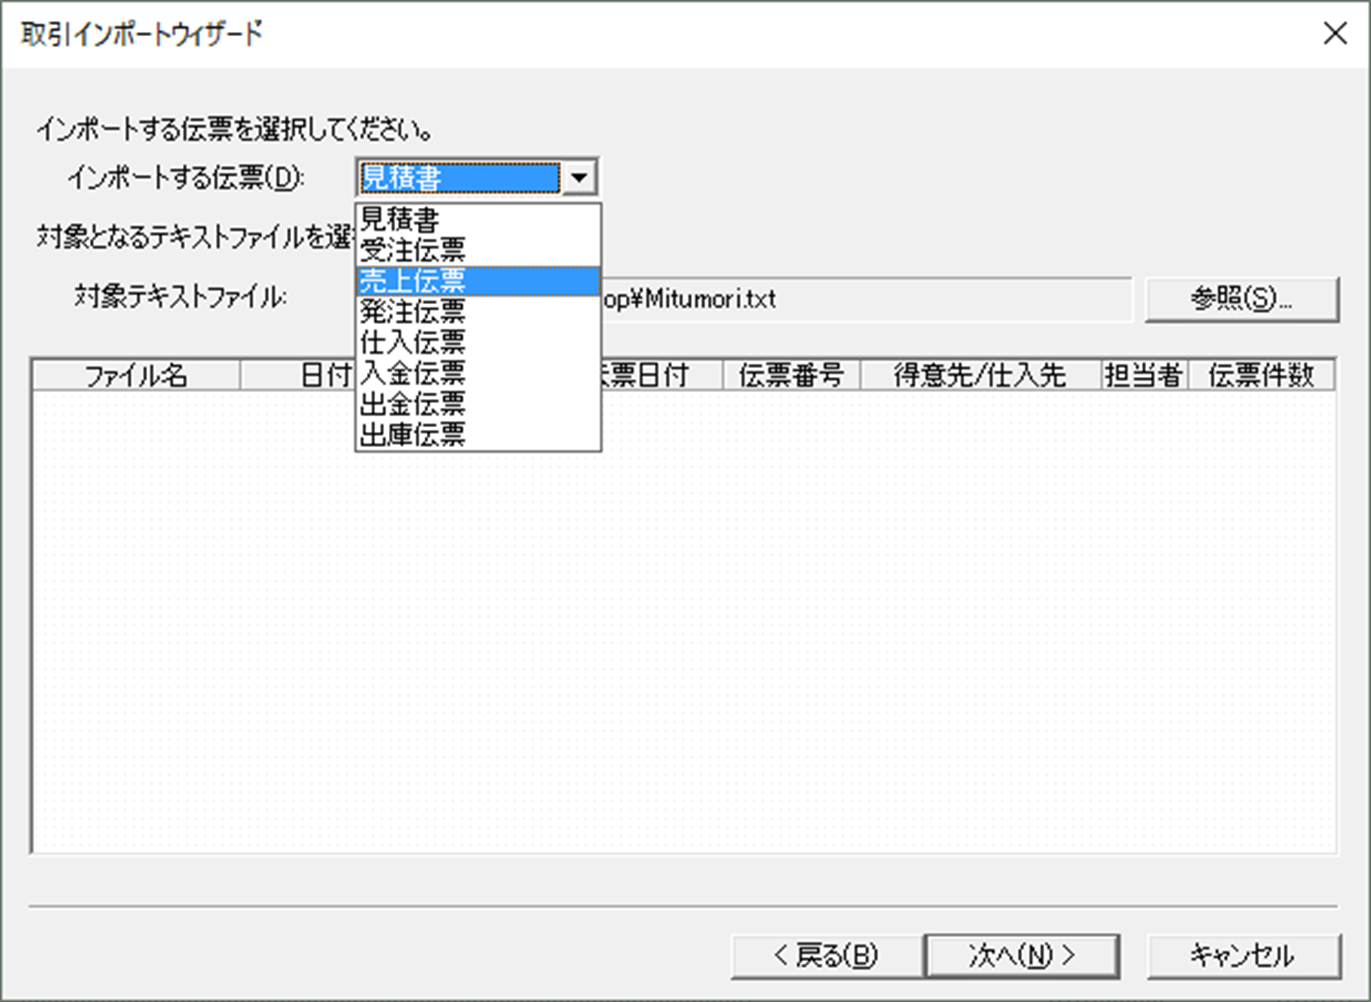 取引インポートウィザード
インポートする伝票を選択してください。
インポートする伝票(D):
見積書
見積書
受注伝票
売上伝票
発注伝票
仕入伝票
入金伝票
出金伝票
出庫伝票
対象となるテキストファイルを選
対象テキストファイル:
op¥Mitumori.txt
参照(S)...
ファイル名
日付
票日付
伝票番号
得意先/仕入先
担当者
伝票件数
< 戻る(B)
次へ(N) >
キャンセル